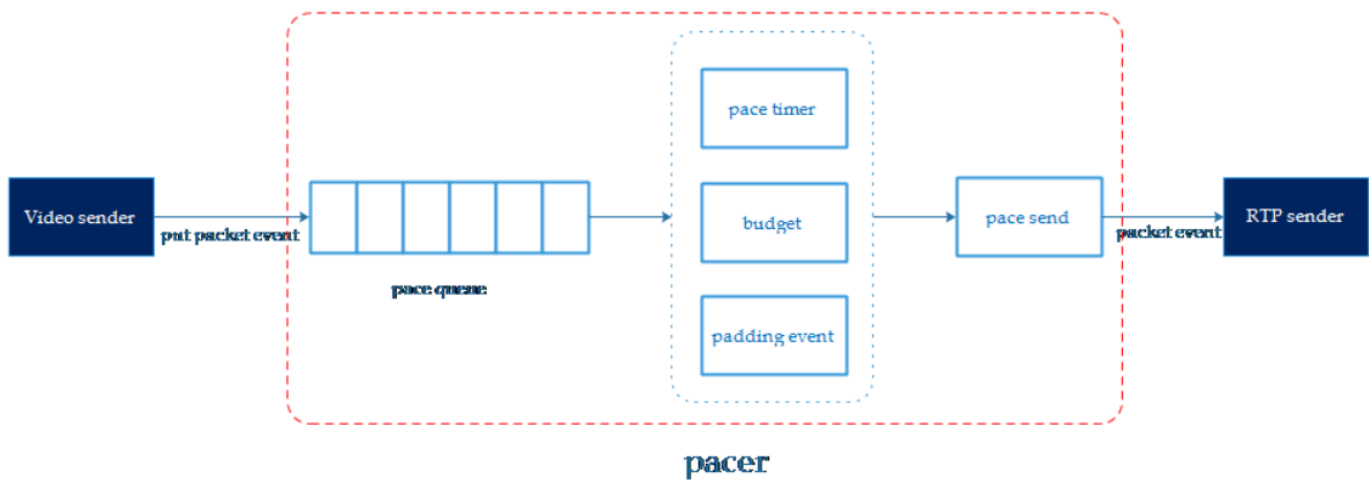 pace timer
Video sender
put packet event
pace queue
budget
pace send
packet event
RTP sender
padding event
pacer